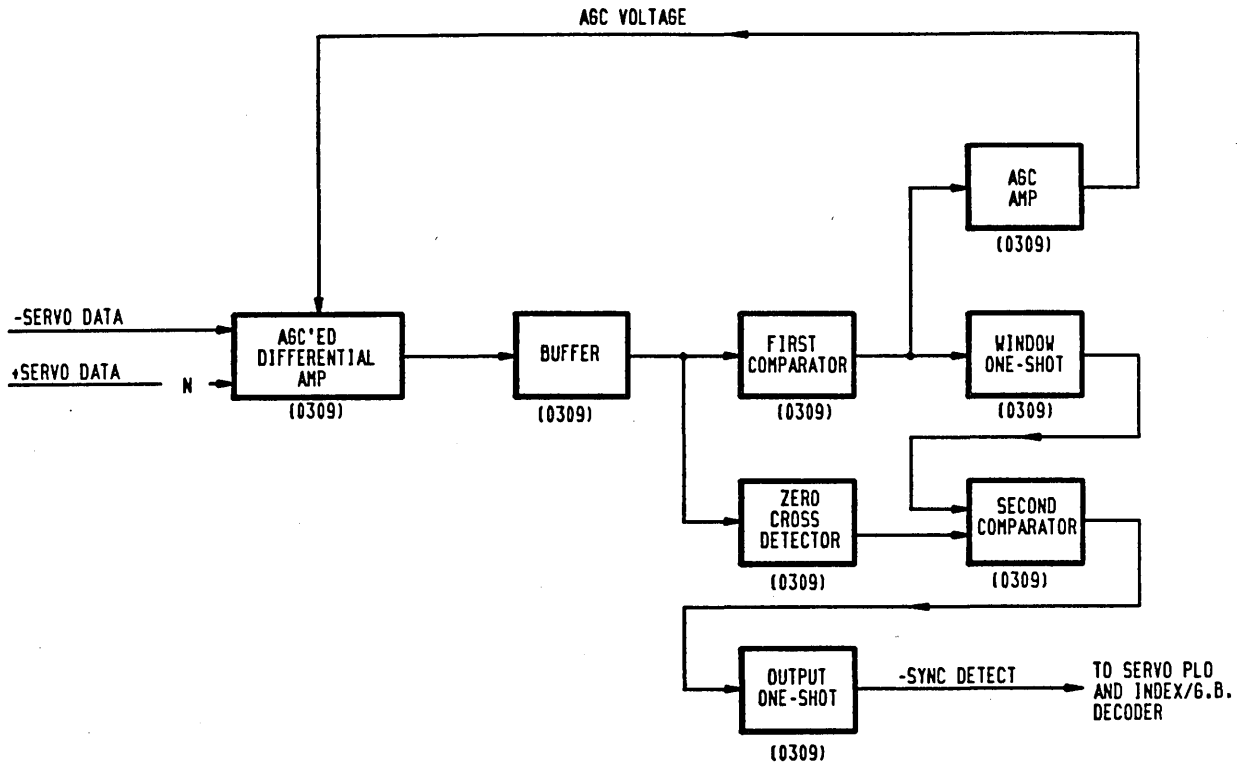 AGC VOLTAGE
AGC
AMP
(0309)
-SERVO DATA
+SERVO DATA
N
AGC'ED
DIFFERENTIAL
AMP
(0309)
BUFFER
(0309)
FIRST
COMPARATOR
(0309)
WINDOW
ONE-SHOT
(0309)
ZERO
CROSS
DETECTOR
(0309)
SECOND
COMPARATOR
(0309)
OUTPUT
ONE-SHOT
(0309)
-SYNC DETECT
TO SERVO PLO
AND INDEX/G.B.
DECODER